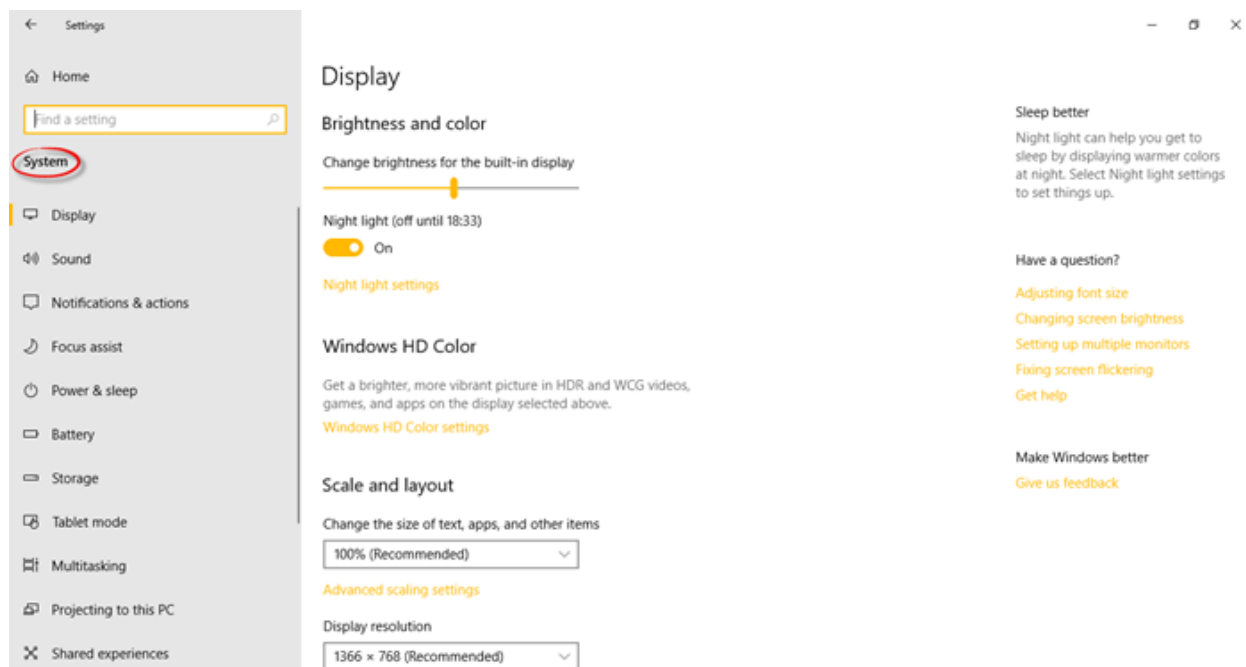 Settings
Home
Find a setting
System
Display
Sound
Notifications & actions
Focus assist
Power & sleep
Battery
Storage
Tablet mode
Multitasking
Projecting to this PC
Shared experiences
Display
Brightness and color
Change brightness for the built-in display
Night light (off until 18:33)
On
Night light settings
Windows HD Color
Get a brighter, more vibrant picture in HDR and WCG videos,
games, and apps on the display selected above.
Windows HD Color settings
Scale and layout
Change the size of text, apps, and other items
100% (Recommended)
Advanced scaling settings
Display resolution
1366 × 768 (Recommended)
Sleep better
Night light can help you get to
sleep by displaying warmer colors
at night. Select Night light settings
to set things up.
Have a question?
Adjusting font size
Changing screen brightness
Setting up multiple monitors
Fixing screen flickering
Get help
Make Windows better
Give us feedback